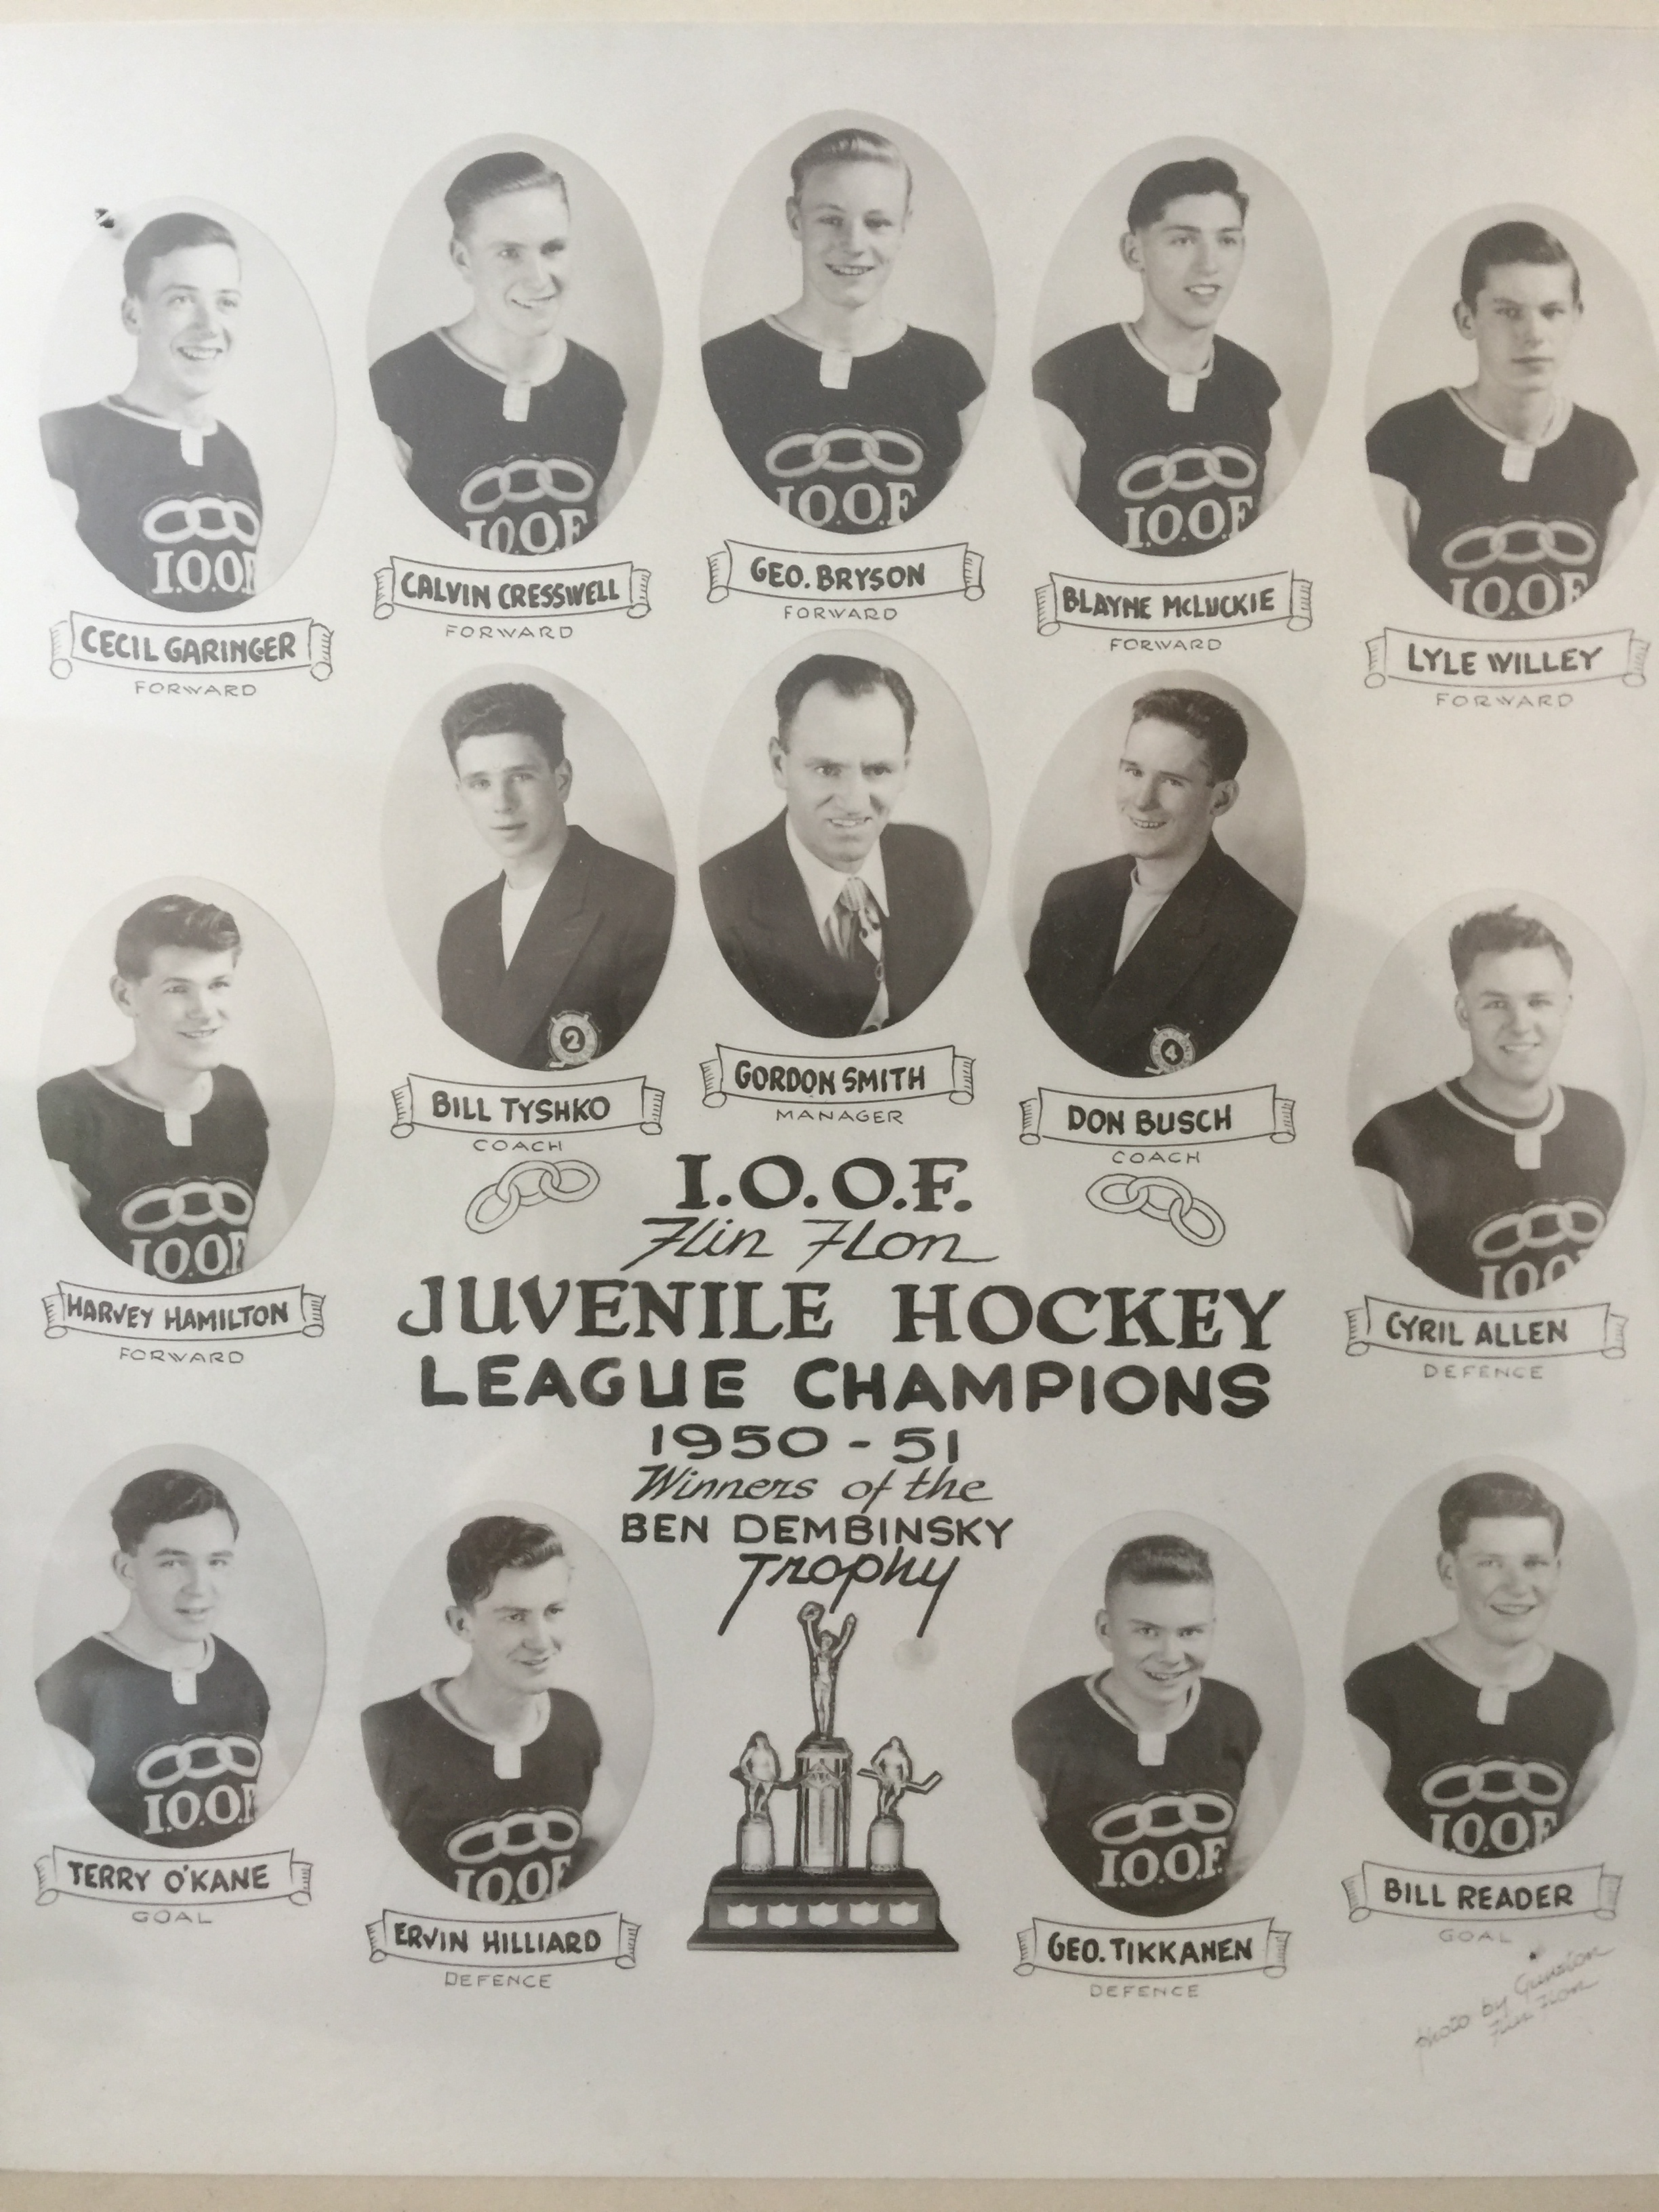 I.O.O.F
CECIL GARINGER
FORWARD
I.O.O.F
CALVIN CRESSWELL
FORWARD
I.O.O.F
GEO. BRYSON
FORWARD
I.O.O.F
BLAYNE McLUCKIE
FORWARD
I.O.O.F
LYLE WILLEY
FORWARD
2
BILL TYSHKO
COACH
GORDON SMITH
MANAGER
4
DON BUSCH
COACH
I.O.O.F
HARVEY HAMILTON
FORWARD
I.O.O
CYRIL ALLEN
DEFENCE
I.O.O.F.
Flin Flon
JUVENILE HOCKEY
LEAGUE CHAMPIONS
1950 - 51
Winners of the
BEN DEMBINSKY
Trophy
I.O.O.F
TERRY O'KANE
GOAL
I.O.O.F
ERVIN HILLIARD
DEFENCE
I.O.O.F.
GEO. TIKKANEN
DEFENCE
I.O.O.F
BILL READER
GOAL
Photo by
Flin Flon